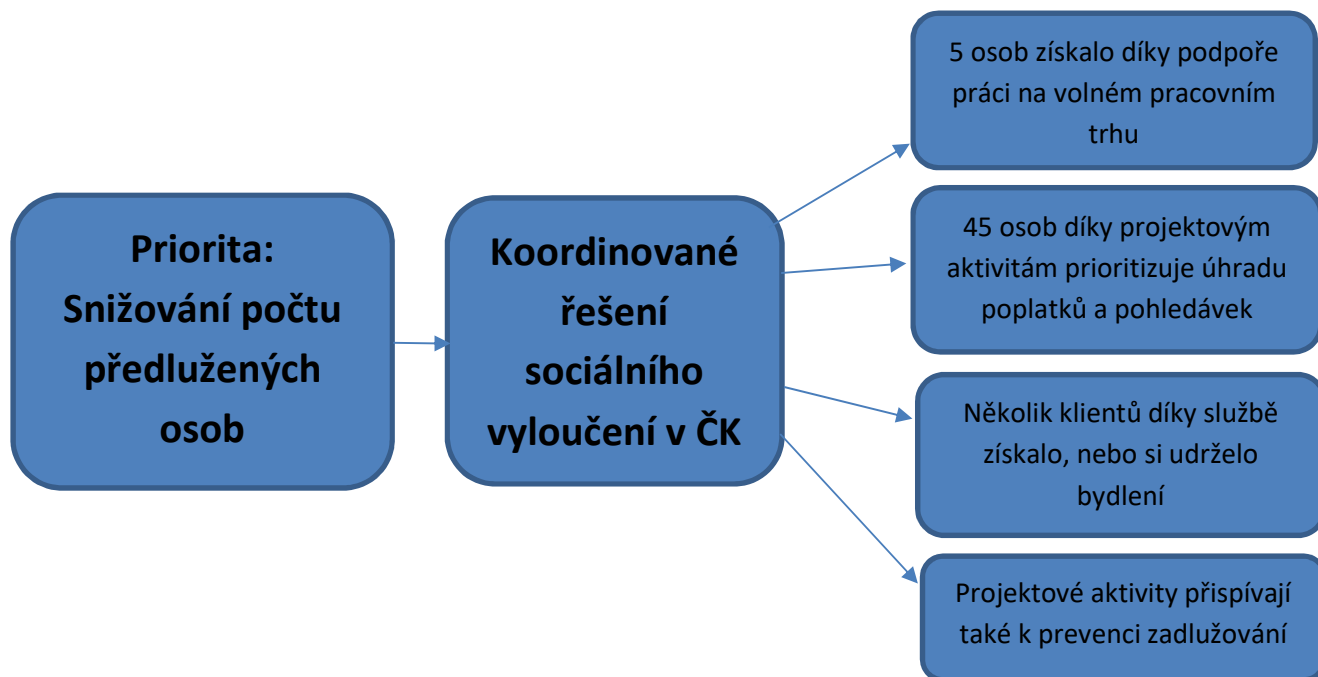 Priorita:
Snižování počtu
předlužených
osob
Koordinované
řešení
sociálního
vyloučení v ČK
5 osob získalo díky podpoře
práci na volném pracovním
trhu
45 osob díky projektovým
aktivitám prioritizuje úhradu
poplatků a pohledávek
Několik klientů díky službě
získalo, nebo si udrželo
bydlení
Projektové aktivity přispívají
také k prevenci zadlužování